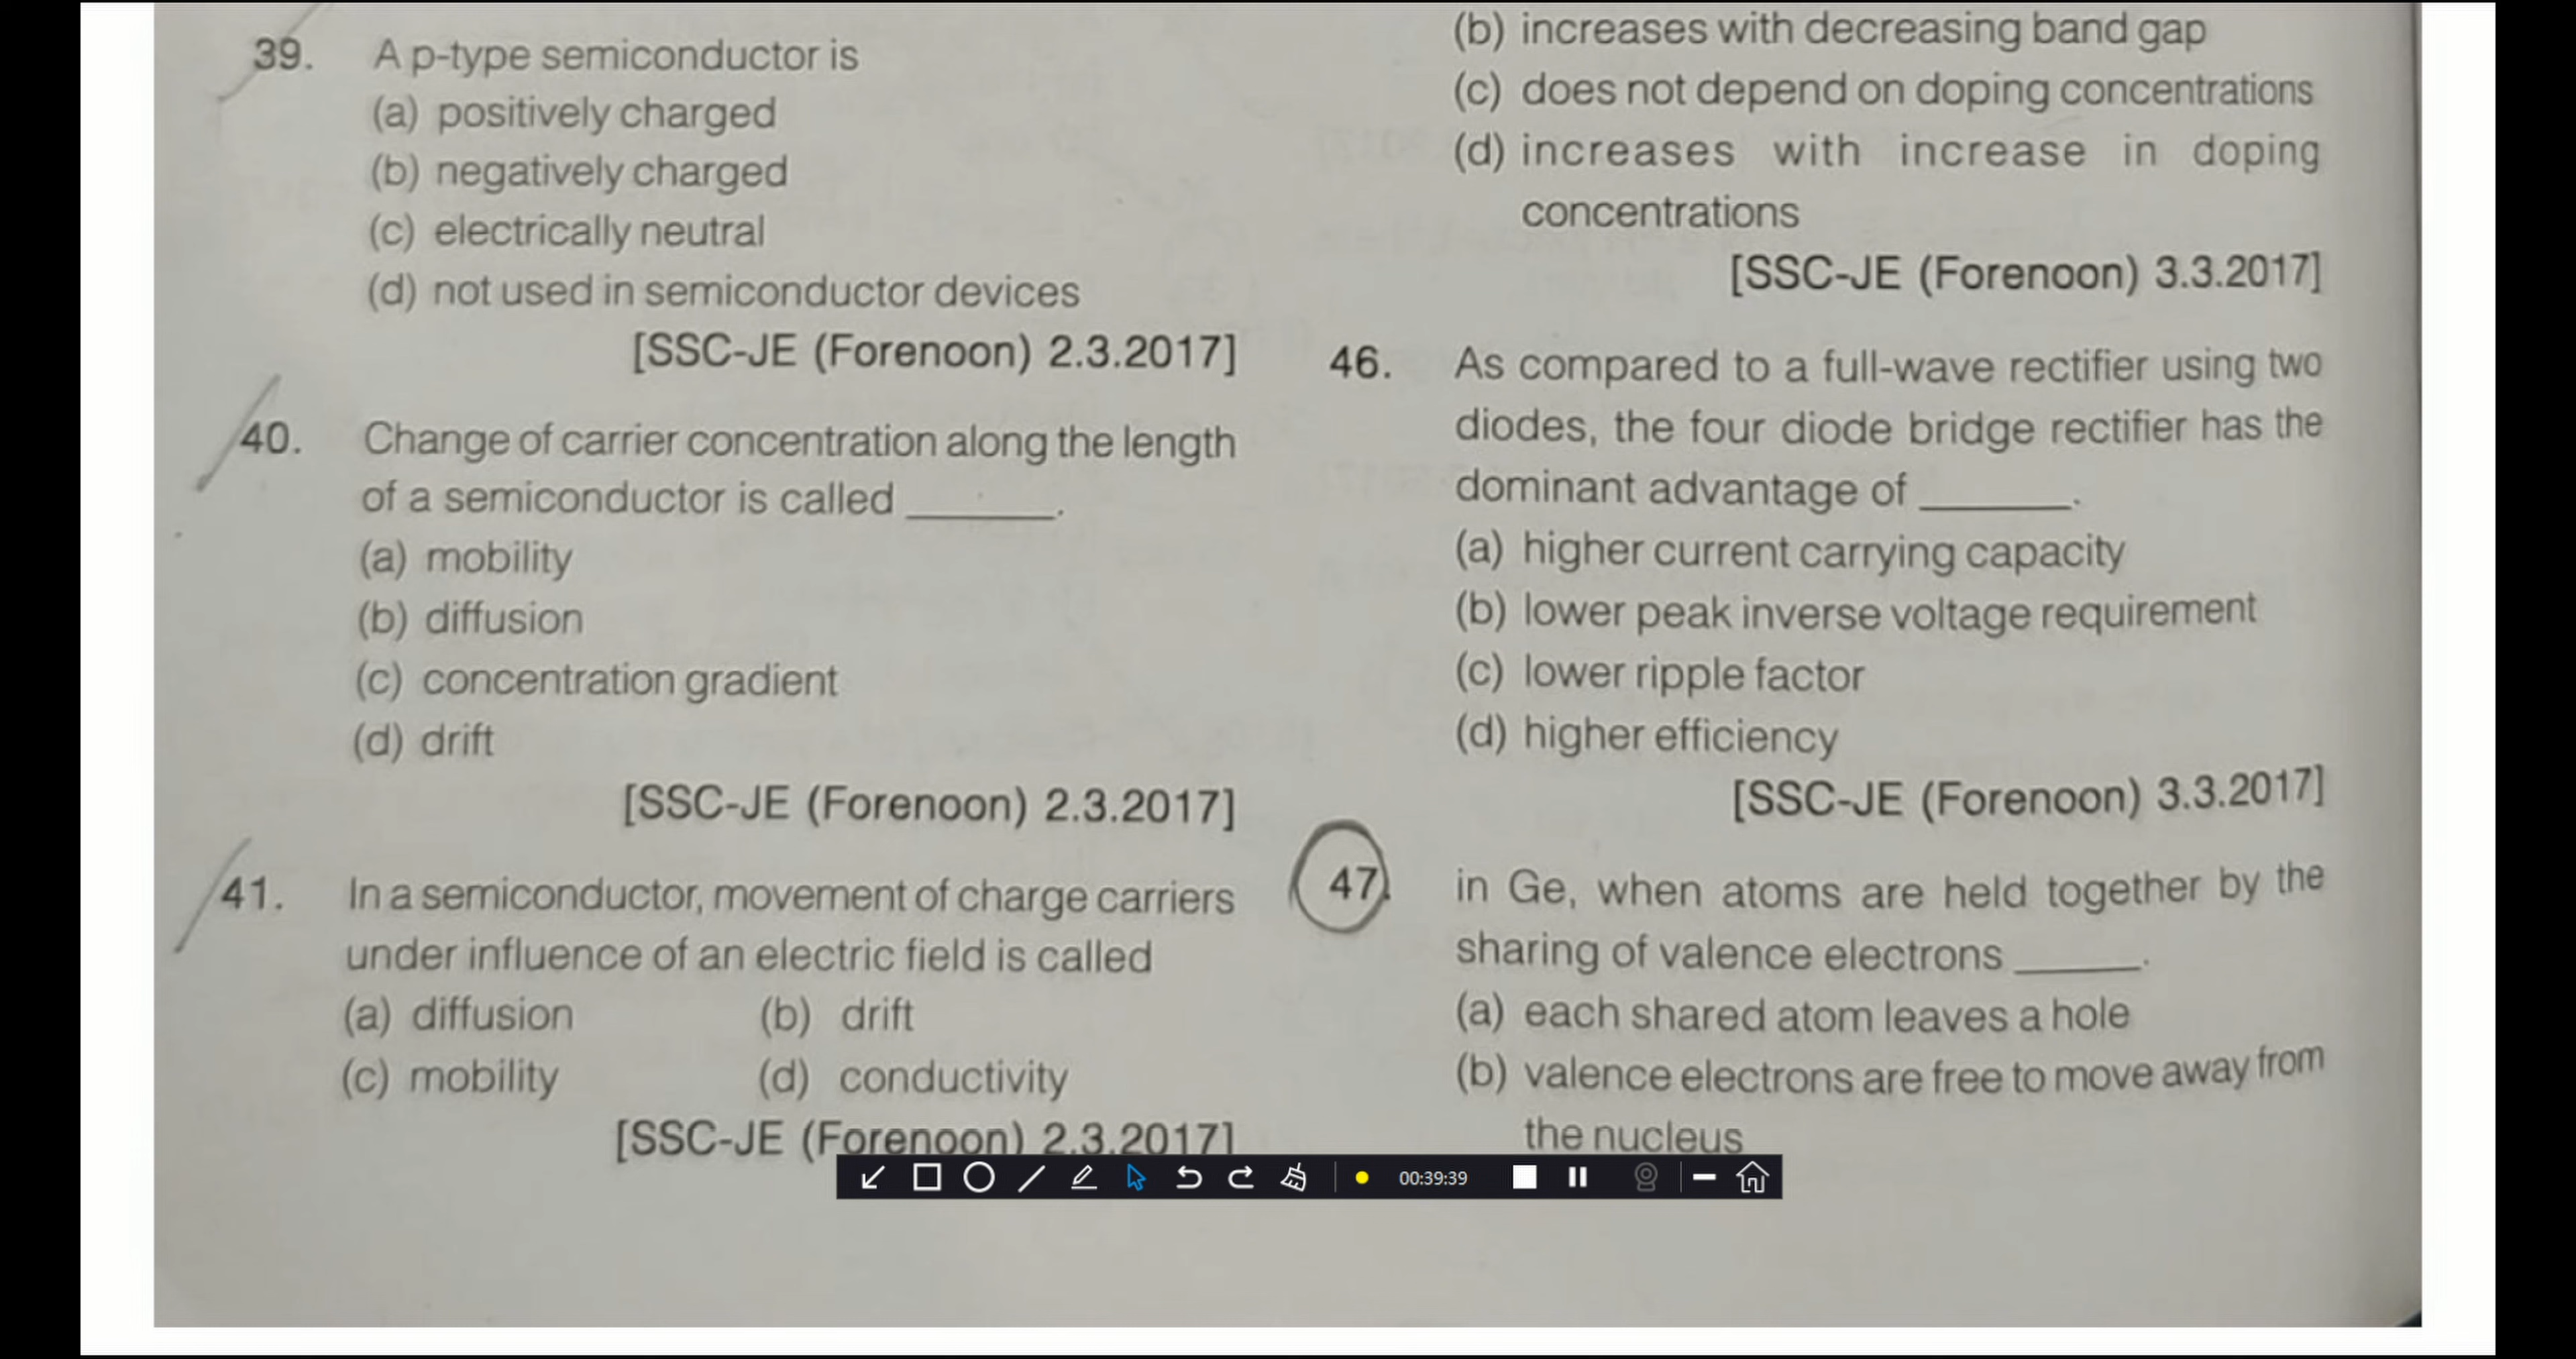 39. A p-type semiconductor is
(a) positively charged
(b) negatively charged
(c) electrically neutral
(d) not used in semiconductor devices
[SSC-JE (Forenoon) 2.3.2017]
40. Change of carrier concentration along the length
of a semiconductor is called ______.
(a) mobility
(b) diffusion
(c) concentration gradient
(d) drift
[SSC-JE (Forenoon) 2.3.2017]
41. In a semiconductor, movement of charge carriers
under influence of an electric field is called
(a) diffusion (b) drift
(c) mobility (d) conductivity
[SSC-JE (Forenoon) 2.3.2017]
(b) increases with decreasing band gap
(c) does not depend on doping concentrations
(d) increases with increase in doping
concentrations
[SSC-JE (Forenoon) 3.3.2017]
46. As compared to a full-wave rectifier using two
diodes, the four diode bridge rectifier has the
dominant advantage of ______.
(a) higher current carrying capacity
(b) lower peak inverse voltage requirement
(c) lower ripple factor
(d) higher efficiency
[SSC-JE (Forenoon) 3.3.2017]
47. in Ge, when atoms are held together by the
sharing of valence electrons ______.
(a) each shared atom leaves a hole
(b) valence electrons are free to move away from
the nucleus
00:39:39